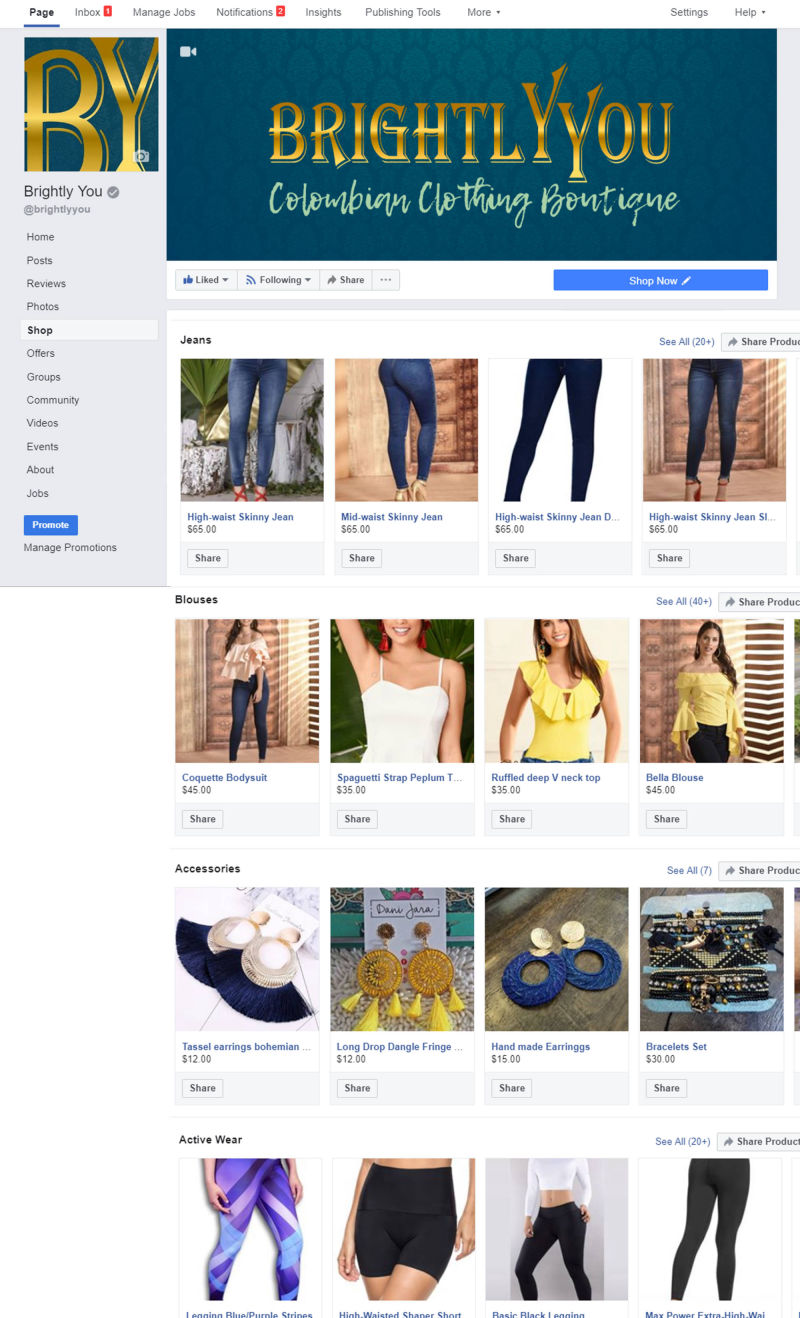 Page Inbox 1 Manage Jobs Notifications 2 Insights Publishing Tools More Settings Help
BY
BRIGHTLYYOU
Colombian Clothing Boutique
Brightly You
@brightlyyou
Home
Posts
Reviews
Photos
Shop
Offers
Groups
Community
Videos
Events
About
Jobs
Promote
Manage Promotions
Liked Following Share ... Shop Now
Jeans See All (20+) Share Produc
High-waist Skinny Jean Mid-waist Skinny Jean High-waist Skinny Jean D... High-waist Skinny Jean Sl...
$65.00 $65.00 $65.00 $65.00
Share Share Share Share
Blouses See All (40+) Share Produc
Coquette Bodysuit Spaguetti Strap Peplum T... Ruffled deep V neck top Bella Blouse
$45.00 $35.00 $35.00 $45.00
Share Share Share Share
Accessories See All (7) Share Produc
Dani Jara
Tassel earrings bohemian ... Long Drop Dangle Fringe ... Hand made Earringgs Bracelets Set
$12.00 $12.00 $15.00 $30.00
Share Share Share Share
Active Wear See All (20+) Share Product
Legging Blue/Purple Stripes High-Waisted Shaper Short Basic Black Legging Max Power Extra-High-Wai